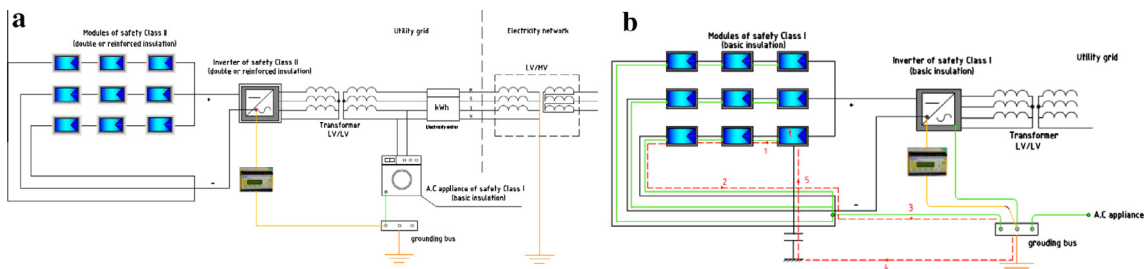 a
Modules of safety Class II
(double or reinforced insulation)
Inverter of safety Class II
(double or reinforced insulation)
Utility grid
Electricity network
LV/MV
+
-
kWh
Electricity meter
Transformer
LV/LV
A.C appliance of safety Class I
(basic insulation)
grounding bus
b
Modules of safety Class I
(basic insulation)
Inverter of safety Class I
(basic insulation)
Utility grid
+
-
Transformer
LV/LV
1
2
3
4
5
A.C appliance
grouding bus